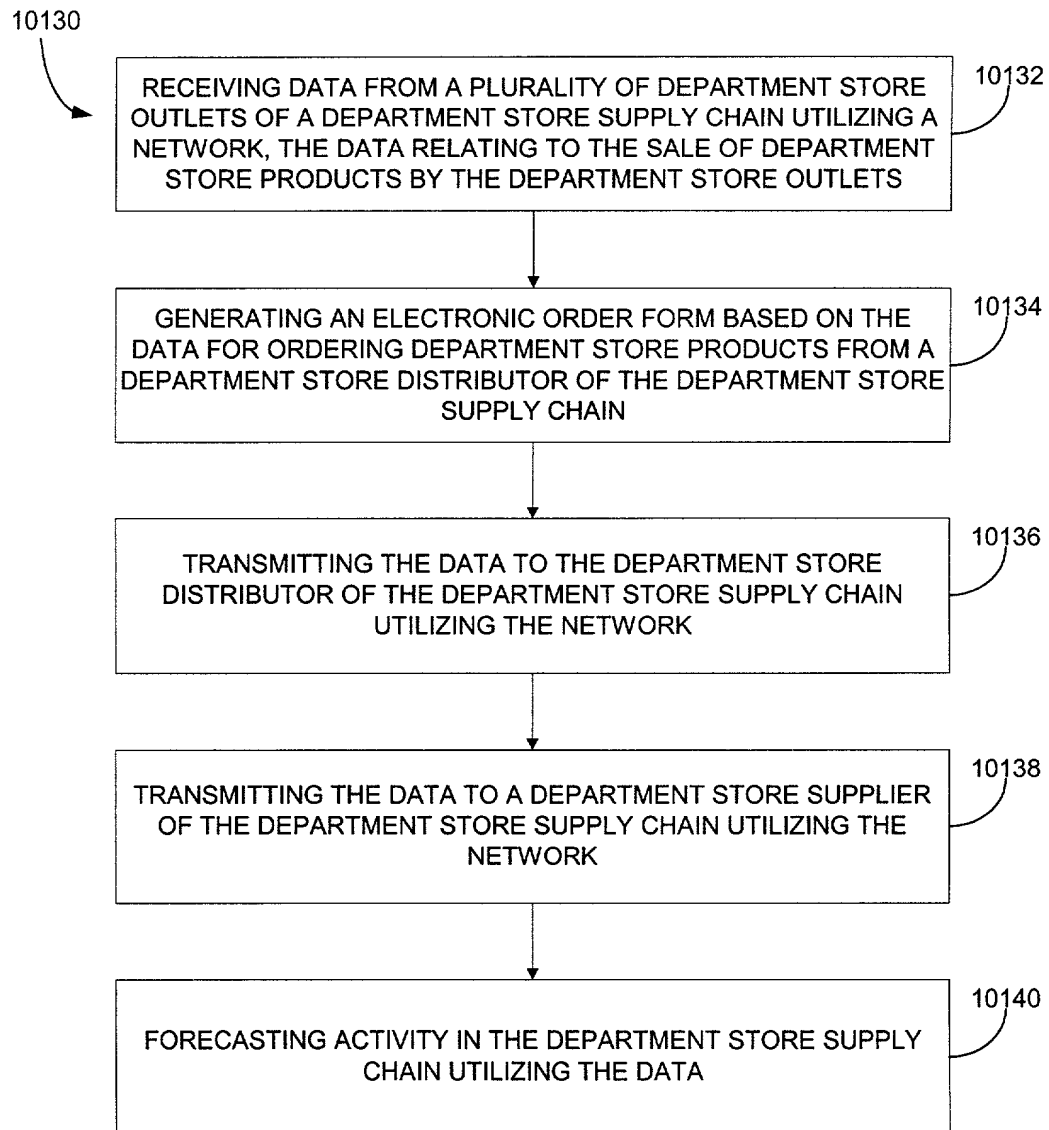 10130
10132
RECEIVING DATA FROM A PLURALITY OF DEPARTMENT STORE
OUTLETS OF A DEPARTMENT STORE SUPPLY CHAIN UTILIZING A
NETWORK, THE DATA RELATING TO THE SALE OF DEPARTMENT
STORE PRODUCTS BY THE DEPARTMENT STORE OUTLETS
10134
GENERATING AN ELECTRONIC ORDER FORM BASED ON THE
DATA FOR ORDERING DEPARTMENT STORE PRODUCTS FROM A
DEPARTMENT STORE DISTRIBUTOR OF THE DEPARTMENT STORE
SUPPLY CHAIN
10136
TRANSMITTING THE DATA TO THE DEPARTMENT STORE
DISTRIBUTOR OF THE DEPARTMENT STORE SUPPLY CHAIN
UTILIZING THE NETWORK
10138
TRANSMITTING THE DATA TO A DEPARTMENT STORE SUPPLIER
OF THE DEPARTMENT STORE SUPPLY CHAIN UTILIZING THE
NETWORK
10140
FORECASTING ACTIVITY IN THE DEPARTMENT STORE SUPPLY
CHAIN UTILIZING THE DATA